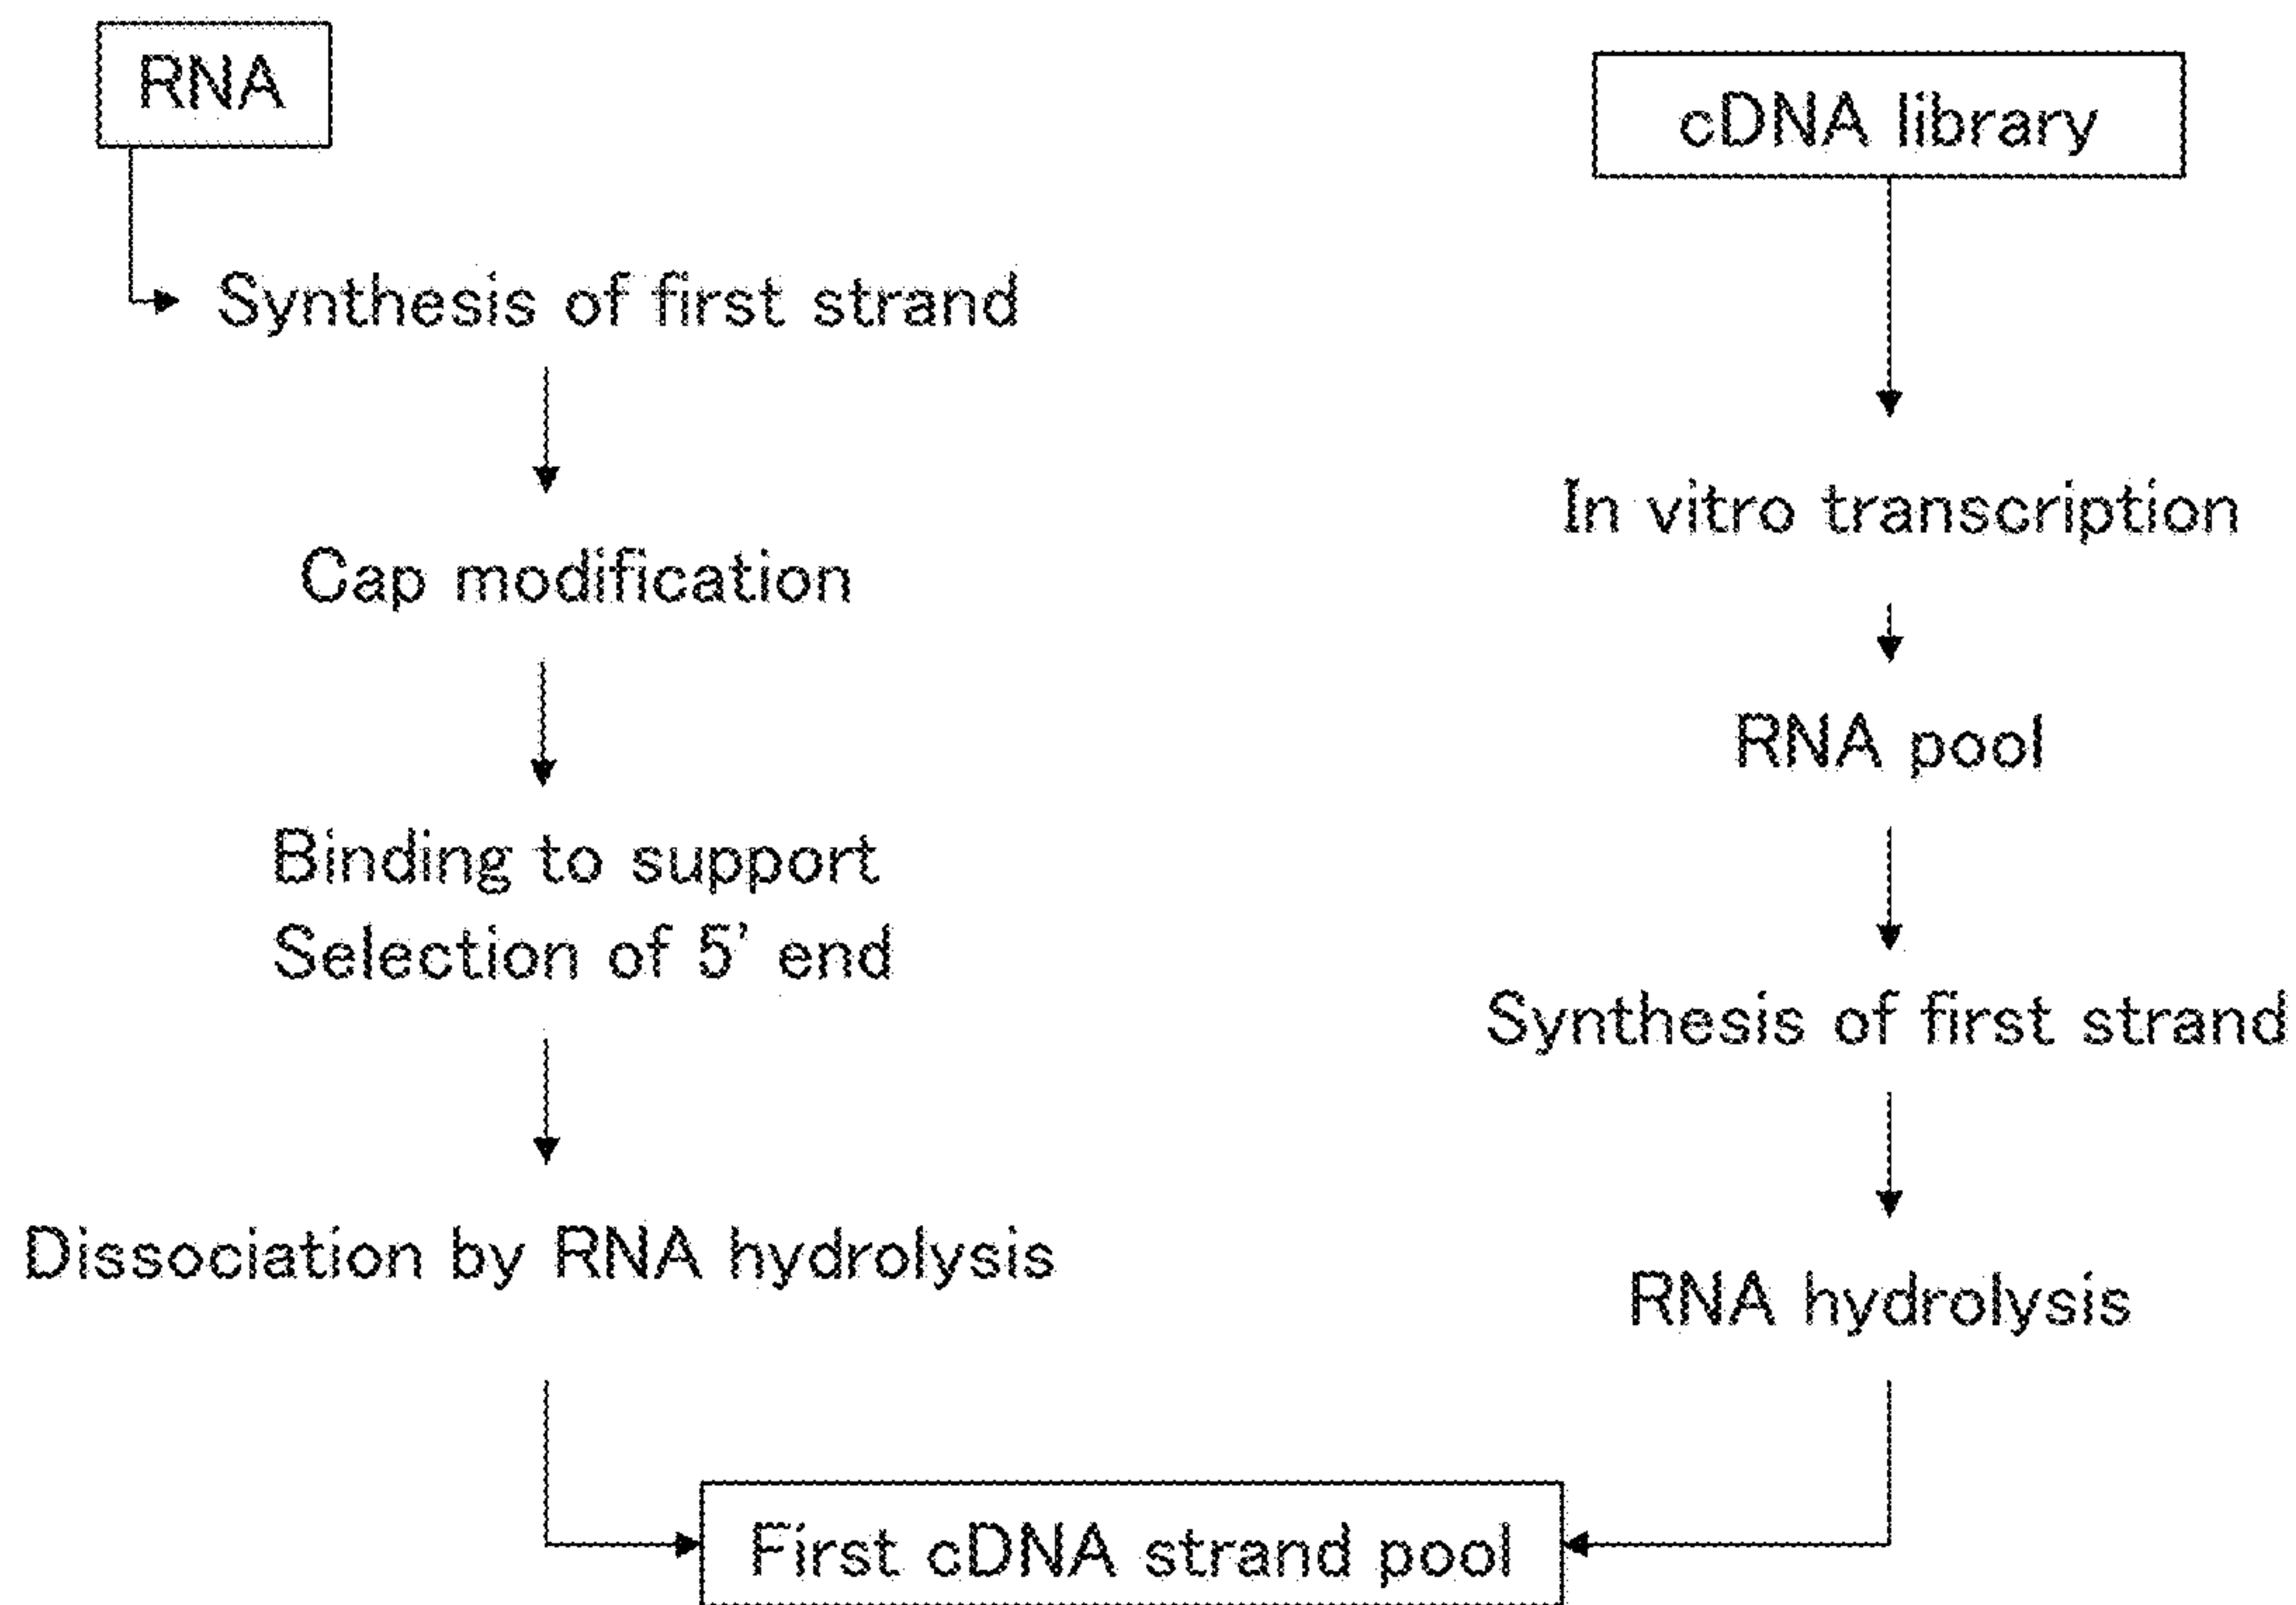 RNA
Synthesis of first strand
Cap modification
Binding to support
Selection of 5' end
Dissociation by RNA hydrolysis
cDNA library
In vitro transcription
RNA pool
Synthesis of first strand
RNA hydrolysis
First cDNA strand pool